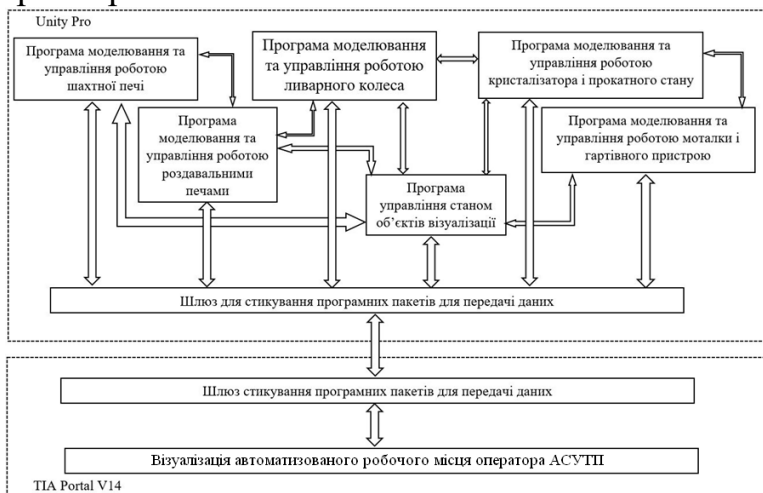 Unity Pro
Програма моделювання та
управління роботою
шахтної печі
Програма моделювання
та управління роботою
ливарного колеса
Програма моделювання та
управління роботою
кристалізатора і прокатного стану
Програма
моделювання та
управління роботою
роздавальними
печами
Програма моделювання та
управління роботою моталки і
гартівного пристрою
Програма
управління станом
об’єктів візуалізації
Шлюз для стикування програмних пакетів для передачі даних
Шлюз стикування програмних пакетів для передачі даних
Візуалізація автоматизованого робочого місця оператора АСУТП
TIA Portal V14